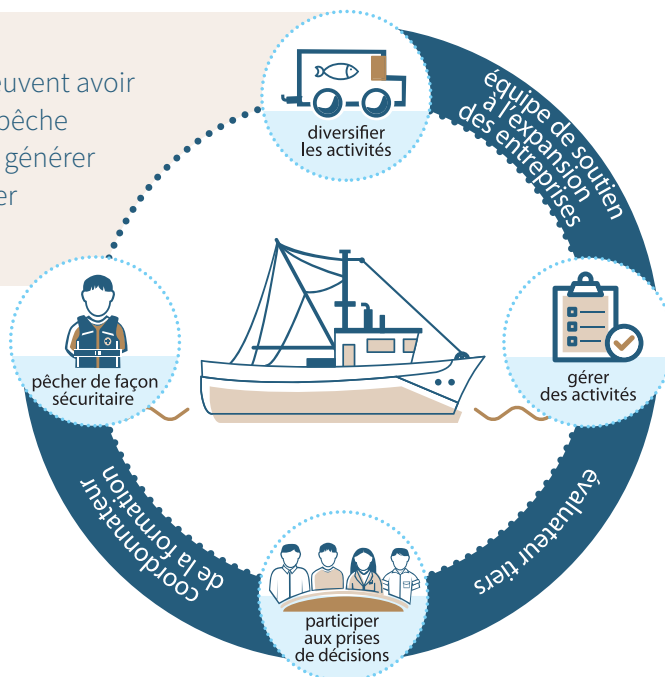 euvent avoir
pêche
générer
er
diversifier
les activités
équipe de soutien
à l'expansion
des entreprises
pêcher de façon
sécuritaire
gérer
des activités
coordonnateur
de la formation
évaluateur tiers
participer
aux prises
de décisions